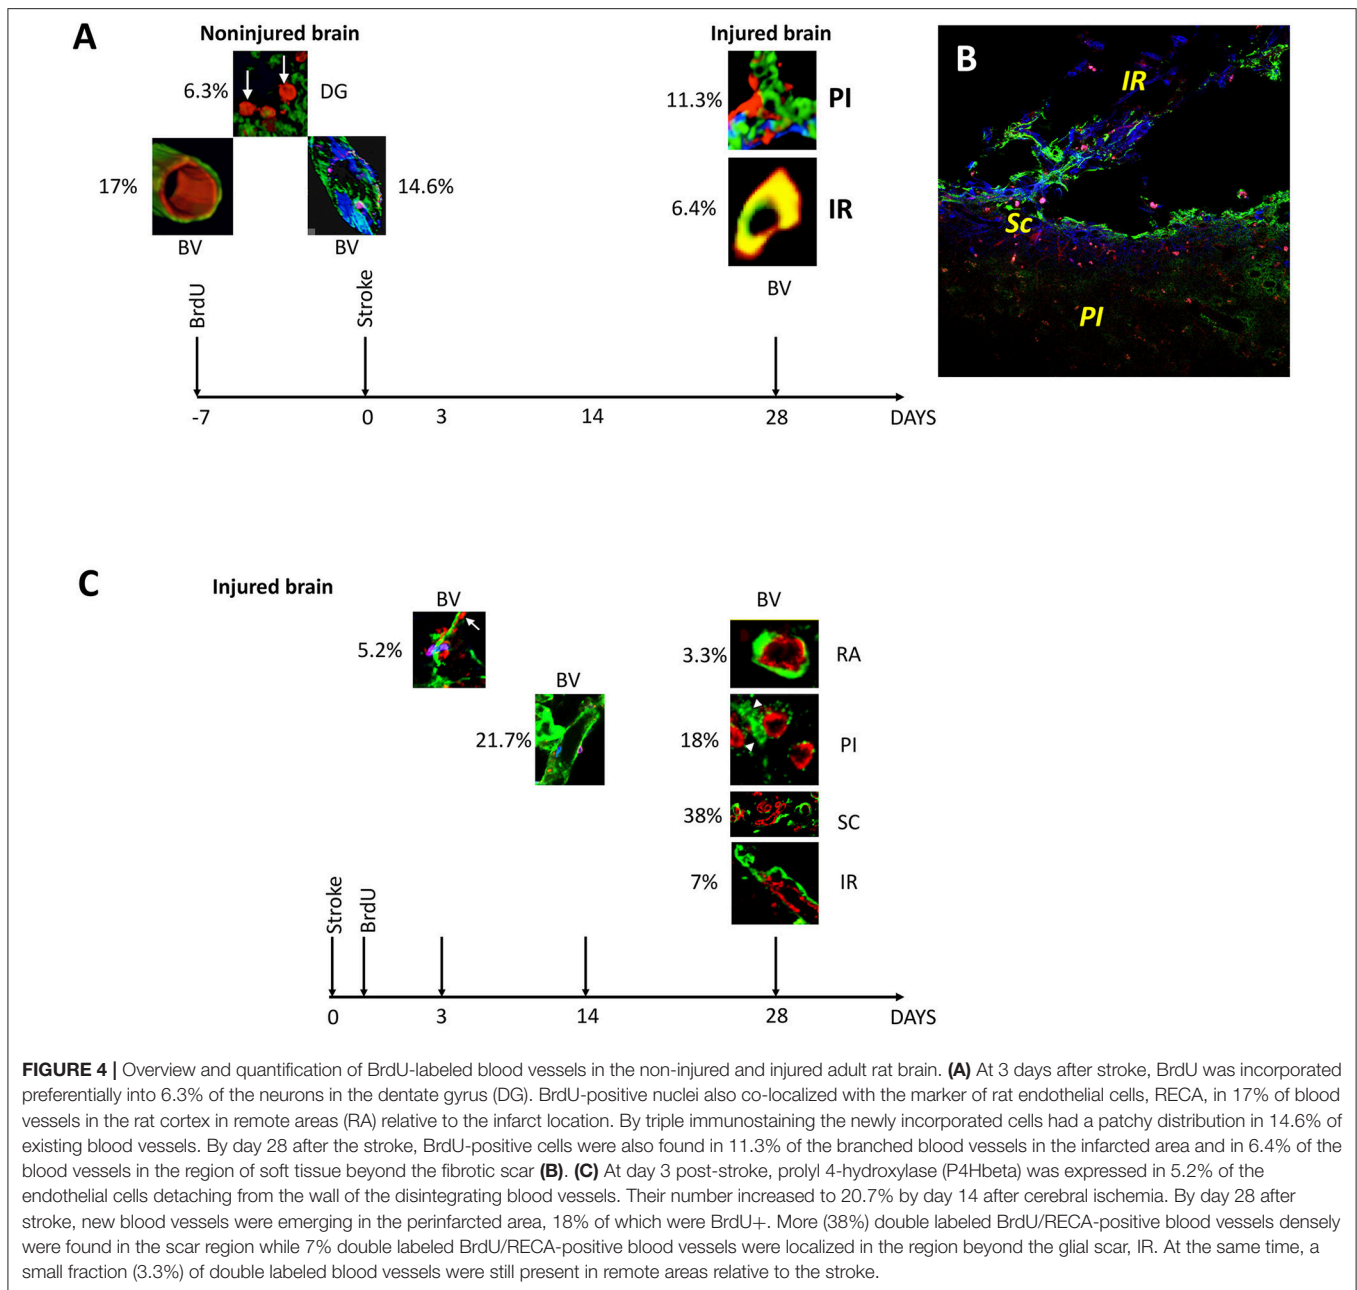 A
Noninjured brain
Injured brain
6.3%
DG
17%
14.6%
BV
BV
11.3%
PI
6.4%
IR
BV
BrdU
Stroke
-7
0
3
14
28
DAYS
B
IR
Sc
PI
C
Injured brain
BV
5.2%
BV
21.7%
BV
3.3%
RA
18%
PI
38%
SC
7%
IR
Stroke
BrdU
0
3
14
28
DAYS
FIGURE 4 | Overview and quantification of BrdU-labeled blood vessels in the non-injured and injured adult rat brain. (A) At 3 days after stroke, BrdU was incorporated
preferentially into 6.3% of the neurons in the dentate gyrus (DG). BrdU-positive nuclei also co-localized with the marker of rat endothelial cells, RECA, in 17% of blood
vessels in the rat cortex in remote areas (RA) relative to the infarct location. By triple immunostaining the newly incorporated cells had a patchy distribution in 14.6% of
existing blood vessels. By day 28 after the stroke, BrdU-positive cells were also found in 11.3% of the branched blood vessels in the infarcted area and in 6.4% of the
blood vessels in the region of soft tissue beyond the fibrotic scar (B). (C) At day 3 post-stroke, prolyl 4-hydroxylase (P4Hbeta) was expressed in 5.2% of the
endothelial cells detaching from the wall of the disintegrating blood vessels. Their number increased to 20.7% by day 14 after cerebral ischemia. By day 28 after
stroke, new blood vessels were emerging in the perinfarcted area, 18% of which were BrdU+. More (38%) double labeled BrdU/RECA-positive blood vessels densely
were found in the scar region while 7% double labeled BrdU/RECA-positive blood vessels were localized in the region beyond the glial scar, IR. At the same time, a
small fraction (3.3%) of double labeled blood vessels were still present in remote areas relative to the stroke.